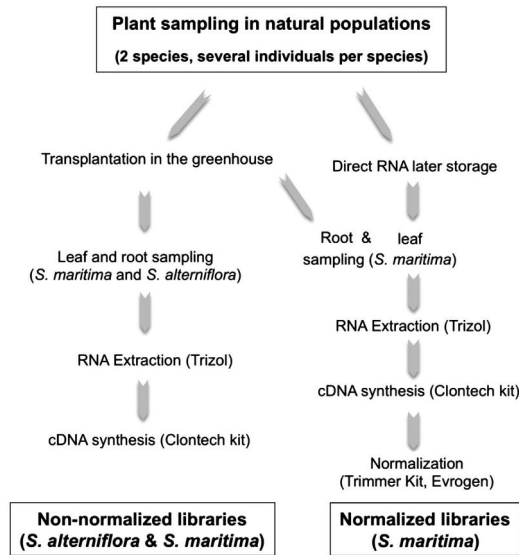 Plant sampling in natural populations
(2 species, several individuals per species)
Transplantation in the greenhouse
Direct RNA later storage
Leaf and root sampling
(S. maritima and S. alterniflora)
Root & leaf
sampling (S. maritima)
RNA Extraction (Trizol)
RNA Extraction (Trizol)
cDNA synthesis (Clontech kit)
cDNA synthesis (Clontech kit)
Normalization
(Trimmer Kit, Evrogen)
Non-normalized libraries
(S. alterniflora & S. maritima)
Normalized libraries
(S. maritima)